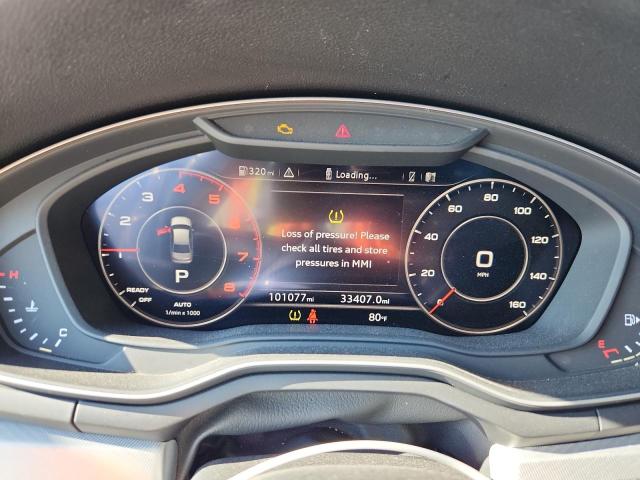 320 mi Loading...
3 4 5 6 7 8
2
1
READY
OFF
P
AUTO
1/min x 1000
Loss of pressure! Please
check all tires and store
pressures in MMI
101077mi 33407.0mi
80°F
0 20 40 60 80 100 120 140 160
0
MPH
H
C
E